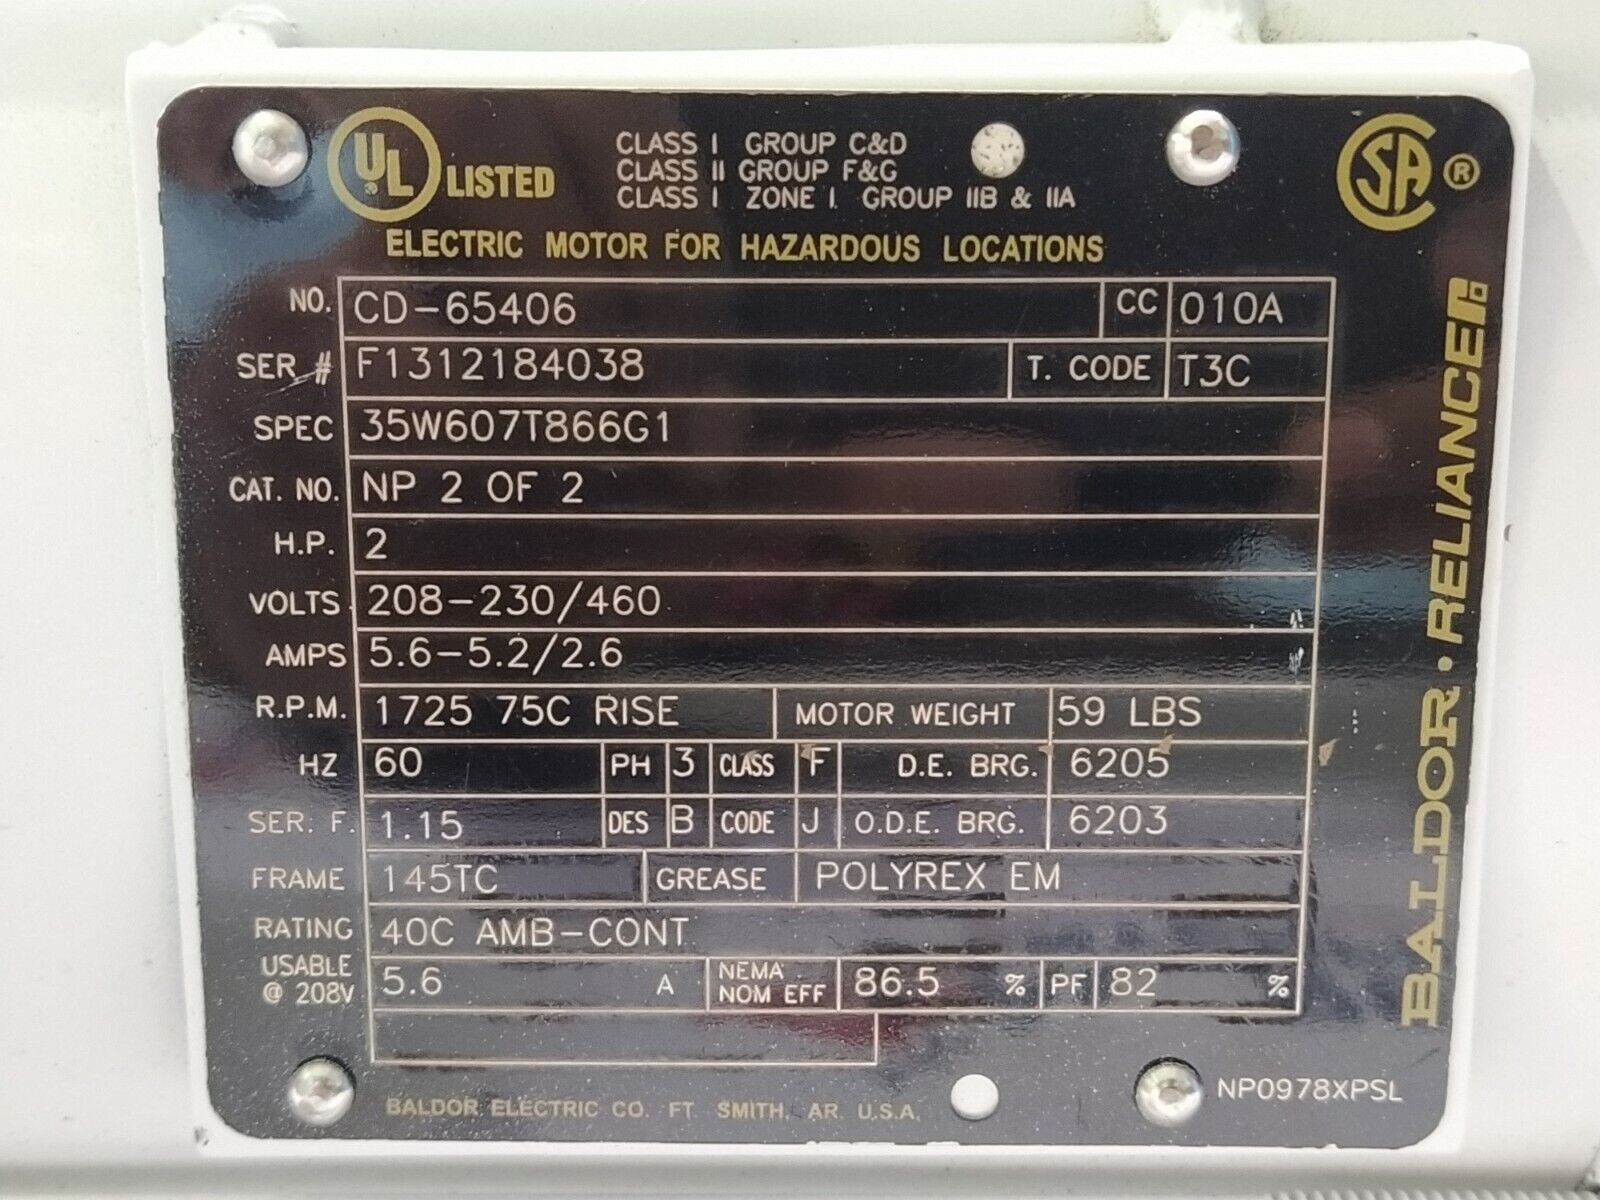 UL ® LISTED
CLASS I GROUP C&D
CLASS II GROUP F&G
CLASS I ZONE I GROUP IIB & IIA
SA ®
ELECTRIC MOTOR FOR HAZARDOUS LOCATIONS
NO. CD-65406 CC 010A
SER # F1312184038 T. CODE T3C
SPEC 35W607T866G1
CAT. NO. NP 2 OF 2
H.P. 2
VOLTS 208-230/460
AMPS 5.6-5.2/2.6
R.P.M. 1725 75C RISE MOTOR WEIGHT 59 LBS
HZ 60 PH 3 CLASS F D.E. BRG. 6205
SER. F. 1.15 DES B CODE J O.D.E. BRG. 6203
FRAME 145TC GREASE POLYREX EM
RATING 40C AMB-CONT
USABLE @ 208V 5.6 A NEMA NOM EFF 86.5 % PF 82 %
BALDOR ELECTRIC CO. FT. SMITH, AR. U.S.A.
NP0978XPSL
BALDOR · RELIANCE